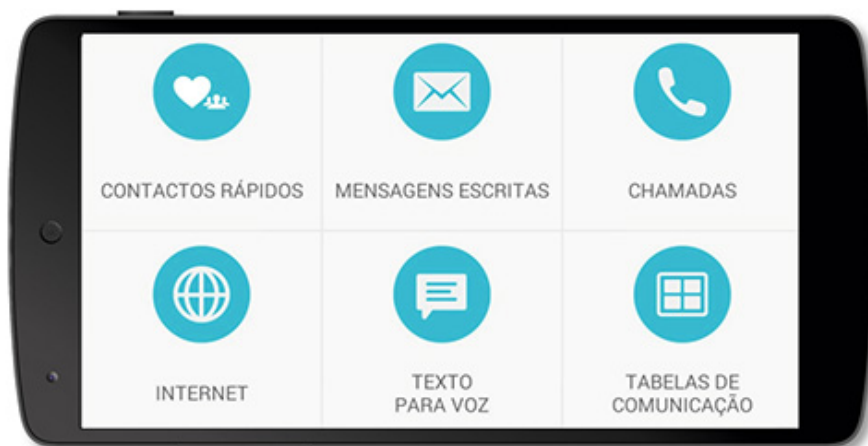 CONTACTOS RÁPIDOS
MENSAGENS ESCRITAS
CHAMADAS
INTERNET
TEXTO
PARA VOZ
TABELAS DE
COMUNICAÇÃO